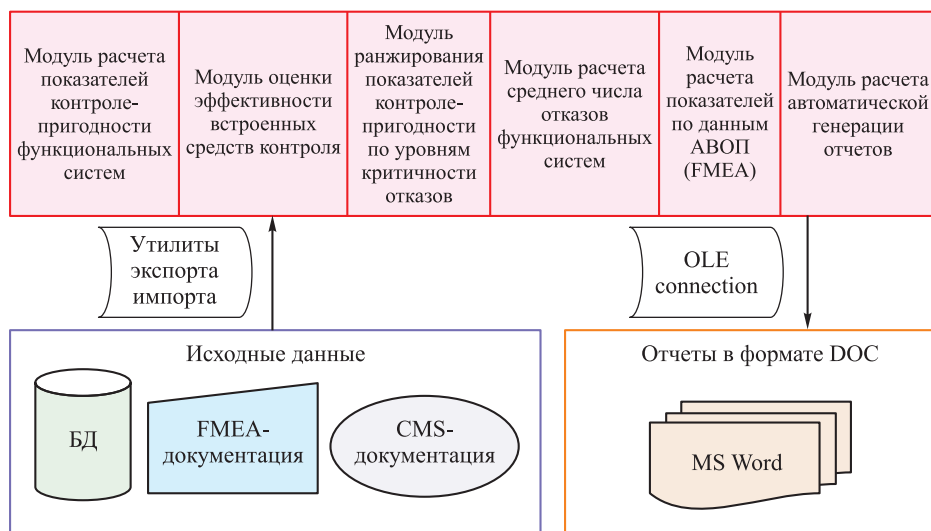 Модуль расчета
показателей
контроле-
пригодности
функциональных
систем
Модуль оценки
эффективности
встроенных
средств контроля
Модуль
ранжирования
показателей
контроле-
пригодности
по уровням
критичности
отказов
Модуль расчета
среднего числа
отказов
функциональных
систем
Модуль
расчета
показателей
по данным
АВОП
(FMEA)
Модуль расчета
автоматической
генерации
отчетов
Утилиты
экспорта
импорта
OLE
connection
Исходные данные
БД
FMEA-
документация
CMS-
документация
Отчеты в формате DOC
MS Word